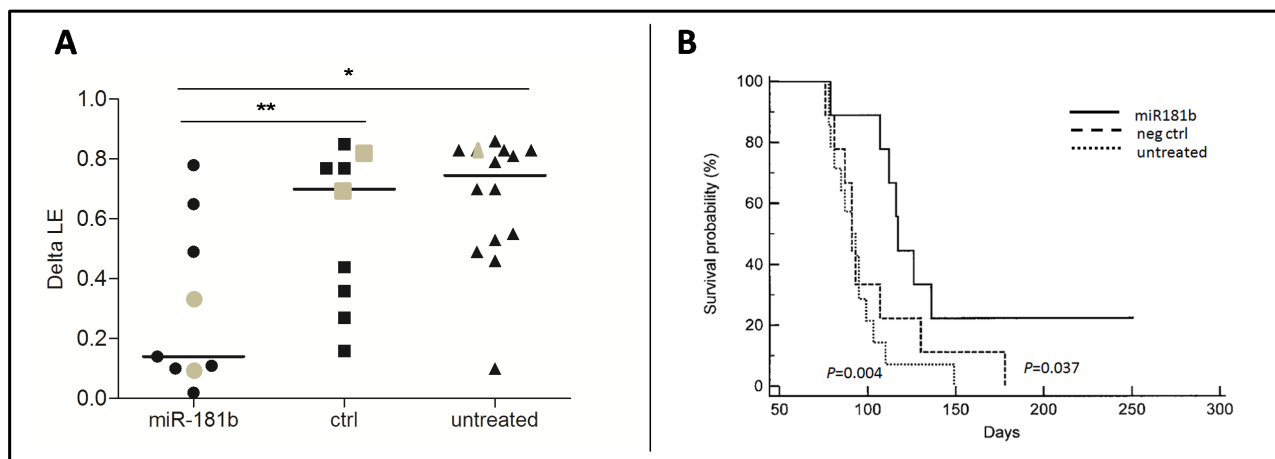 A
*
**
1.0
0.8
0.6
0.4
0.2
0.0
Delta LE
miR-181b ctrl untreated
B
100
80
60
40
20
0
Survival probability (%)
miR181b
neg ctrl
untreated
P=0.004
P=0.037
50 100 150 200 250 300
Days